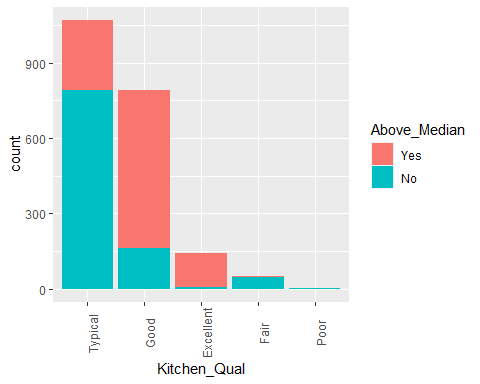 900
600
300
0
count
Typical
Good
Excellent
Fair
Poor
Kitchen_Qual
Above_Median
Yes
No